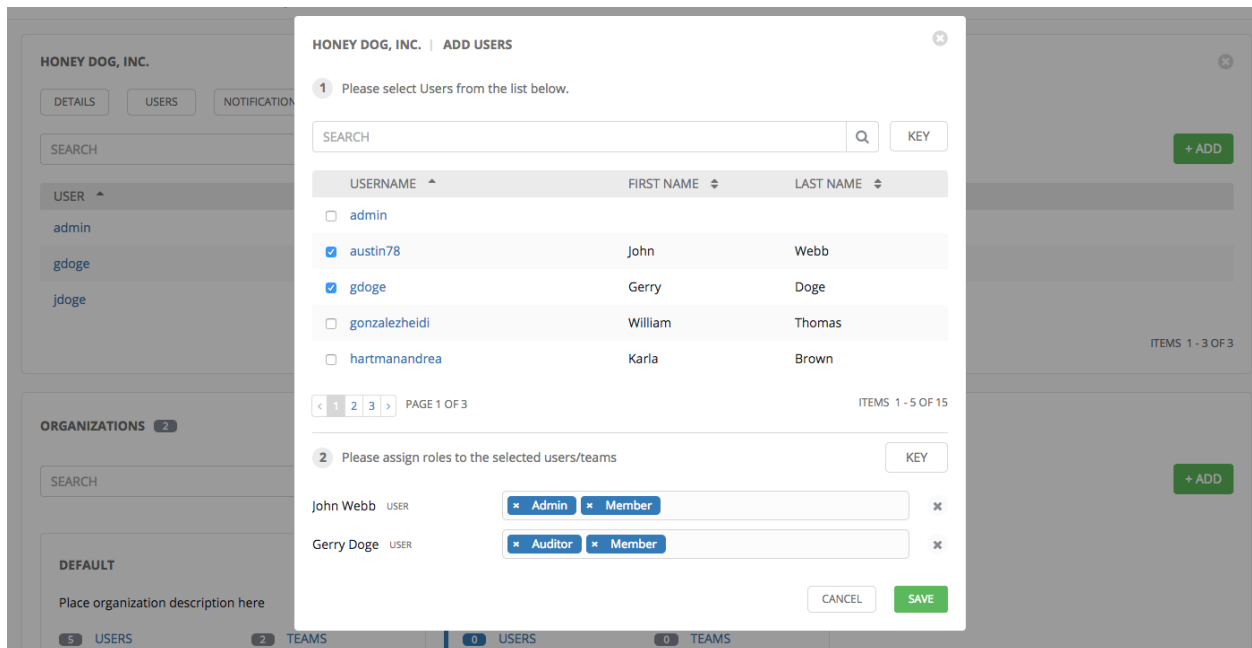 HONEY DOG, INC.
DETAILS
USERS
NOTIFICATION
SEARCH
+ ADD
USER
admin
gdoge
jdoge
ITEMS 1 - 3 OF 3
ORGANIZATIONS 2
SEARCH
+ ADD
DEFAULT
Place organization description here
5 USERS
2 TEAMS
0 USERS
0 TEAMS
HONEY DOG, INC. | ADD USERS
1 Please select Users from the list below.
SEARCH
KEY
USERNAME FIRST NAME LAST NAME
admin
austin78 John Webb
gdoge Gerry Doge
gonzalezheidi William Thomas
hartmanandrea Karla Brown
< 1 2 3 > PAGE 1 OF 3 ITEMS 1 - 5 OF 15
2 Please assign roles to the selected users/teams
KEY
John Webb USER × Admin × Member ×
Gerry Doge USER × Auditor × Member ×
CANCEL
SAVE